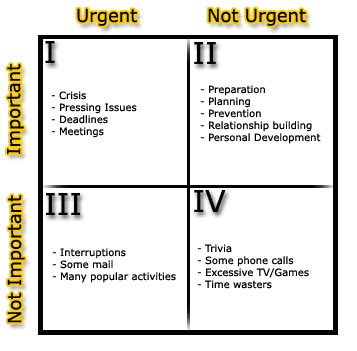 Urgent
Not Urgent
Important
I
- Crisis
- Pressing Issues
- Deadlines
- Meetings
II
- Preparation
- Planning
- Prevention
- Relationship building
- Personal Development
Not Important
III
- Interruptions
- Some mail
- Many popular activities
IV
- Trivia
- Some phone calls
- Excessive TV/Games
- Time wasters